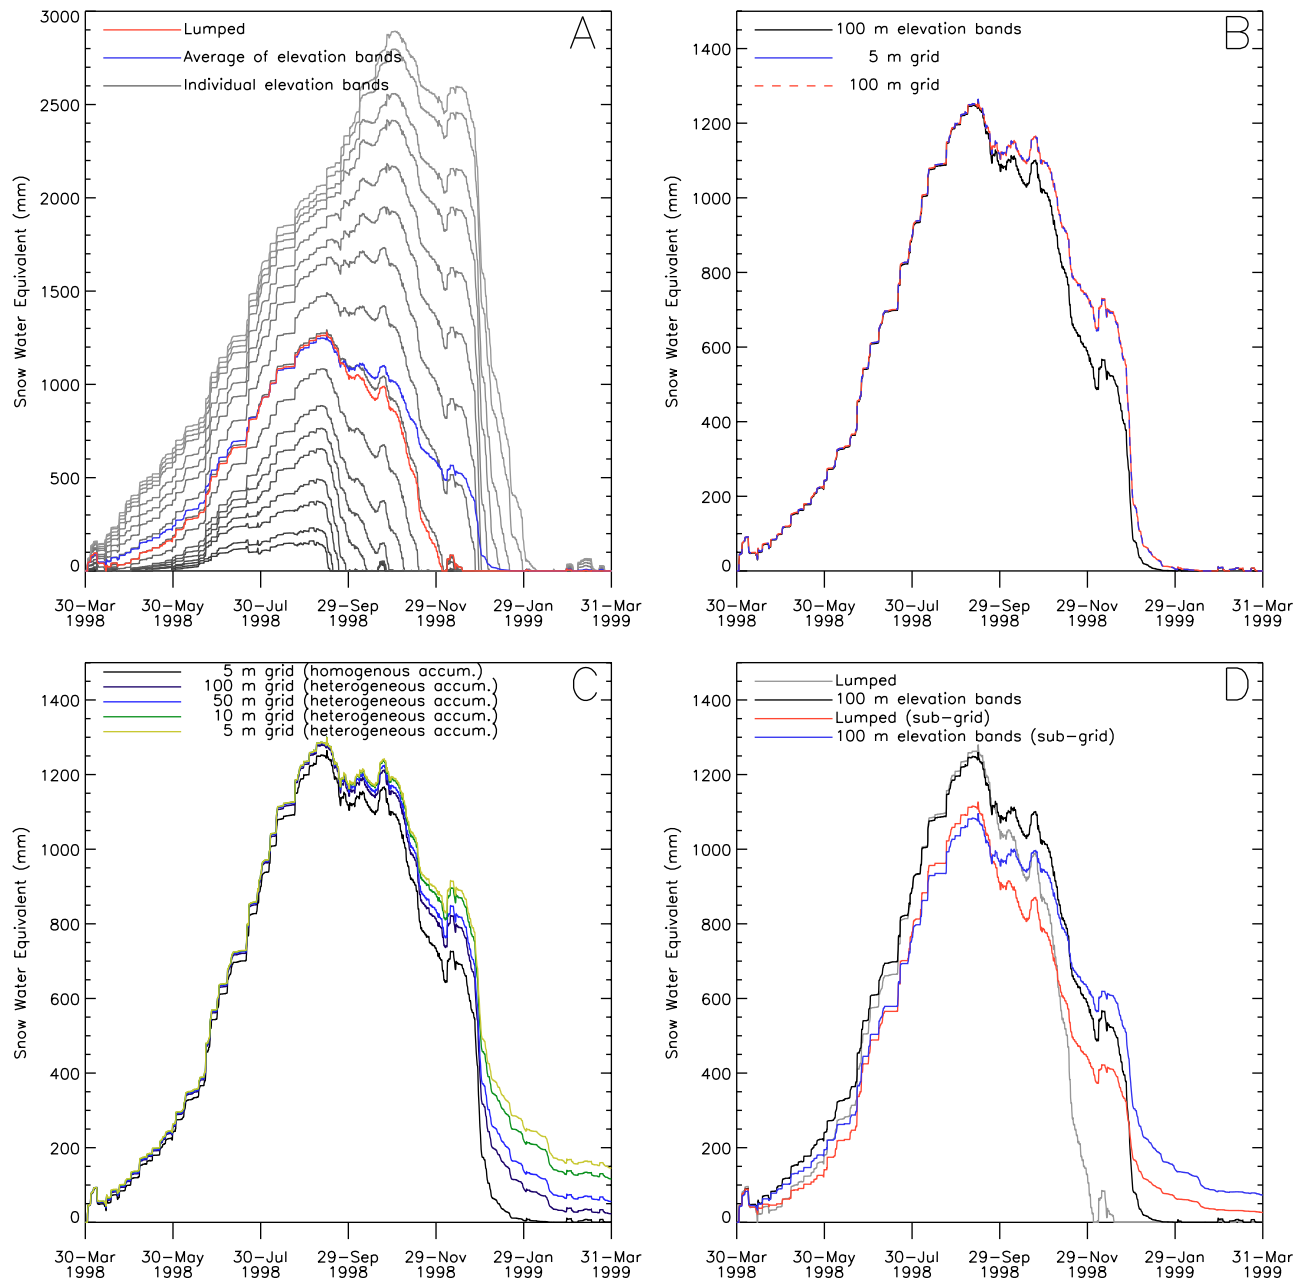 A
Lumped
Average of elevation bands
Individual elevation bands
Snow Water Equivalent (mm)
3000
2500
2000
1500
1000
500
0
30-Mar 30-May 30-Jul 29-Sep 29-Nov 29-Jan 31-Mar
1998 1998 1998 1998 1998 1999 1999
B
100 m elevation bands
5 m grid
100 m grid
Snow Water Equivalent (mm)
1400
1200
1000
800
600
400
200
0
30-Mar 30-May 30-Jul 29-Sep 29-Nov 29-Jan 31-Mar
1998 1998 1998 1998 1998 1999 1999
C
5 m grid (homogenous accum.)
100 m grid (heterogeneous accum.)
50 m grid (heterogeneous accum.)
10 m grid (heterogeneous accum.)
5 m grid (heterogeneous accum.)
Snow Water Equivalent (mm)
1400
1200
1000
800
600
400
200
0
30-Mar 30-May 30-Jul 29-Sep 29-Nov 29-Jan 31-Mar
1998 1998 1998 1998 1998 1999 1999
D
Lumped
100 m elevation bands
Lumped (sub-grid)
100 m elevation bands (sub-grid)
Snow Water Equivalent (mm)
1400
1200
1000
800
600
400
200
0
30-Mar 30-May 30-Jul 29-Sep 29-Nov 29-Jan 31-Mar
1998 1998 1998 1998 1998 1999 1999